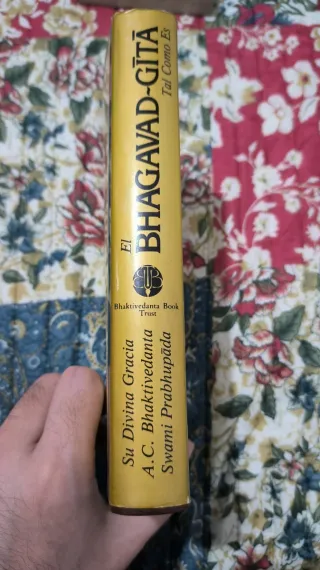 El
BHAGAVAD-GĪTĀ
Tal Como Es
Bhaktivedanta Book
Trust
Su Divina Gracia
A.C. Bhaktivedanta
Swami Prabhupāda